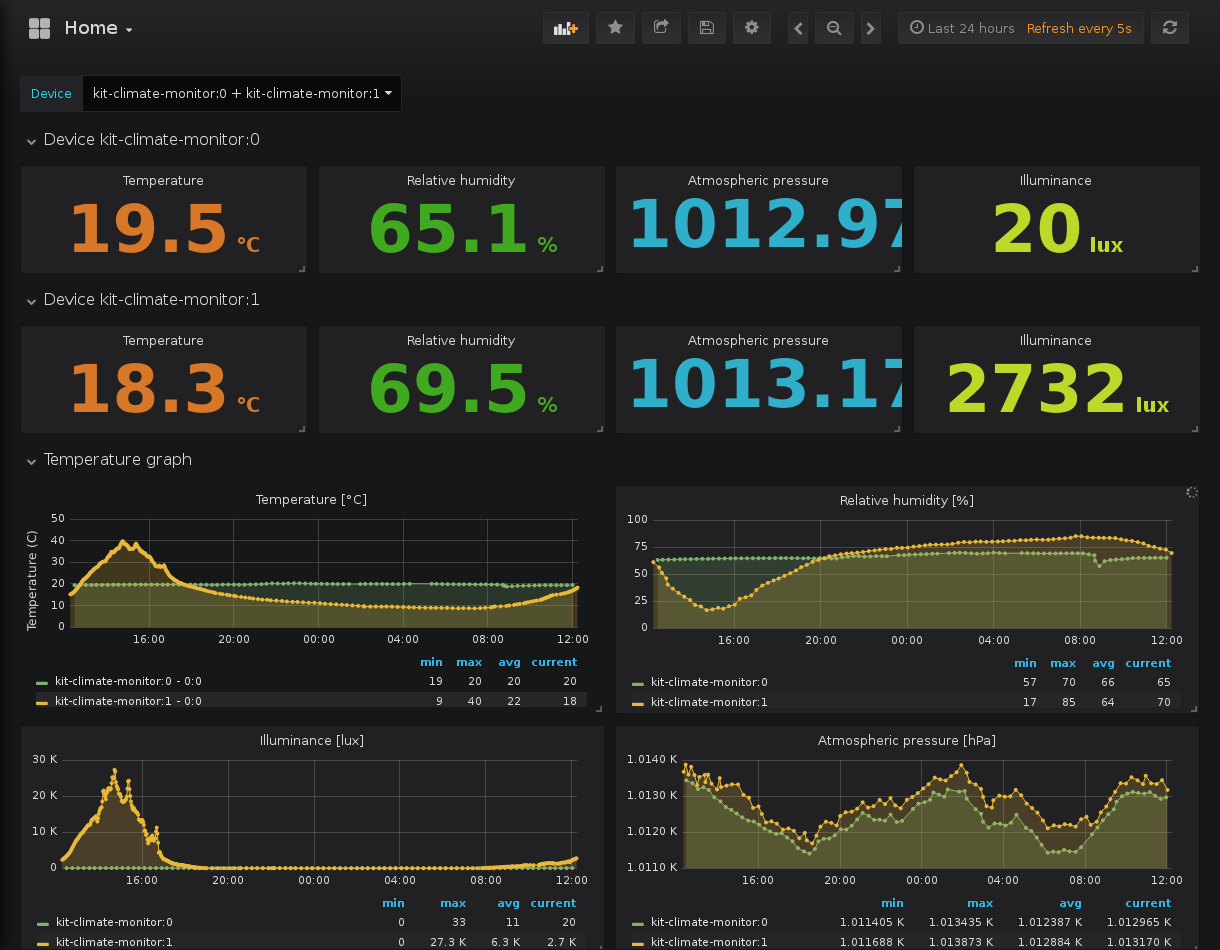 Home
Last 24 hours Refresh every 5s
Device kit-climate-monitor:0 + kit-climate-monitor:1
Device kit-climate-monitor:0
Temperature Relative humidity Atmospheric pressure Illuminance
19.5 °C 65.1 % 1012.97 20 lux
Device kit-climate-monitor:1
Temperature Relative humidity Atmospheric pressure Illuminance
18.3 °C 69.5 % 1013.17 2732 lux
Temperature graph
Temperature [°C]
Temperature (C)
50
40
30
20
10
0
16:00 20:00 00:00 04:00 08:00 12:00
min max avg current
kit-climate-monitor:0 - 0:0 19 20 20 20
kit-climate-monitor:1 - 0:0 9 40 22 18
Relative humidity [%]
100
75
50
25
0
16:00 20:00 00:00 04:00 08:00 12:00
min max avg current
kit-climate-monitor:0 57 70 66 65
kit-climate-monitor:1 17 85 64 70
Illuminance [lux]
30 K
20 K
10 K
0
16:00 20:00 00:00 04:00 08:00 12:00
min max avg current
kit-climate-monitor:0 0 33 11 20
kit-climate-monitor:1 0 27.3 K 6.3 K 2.7 K
Atmospheric pressure [hPa]
1.0140 K
1.0130 K
1.0120 K
1.0110 K
16:00 20:00 00:00 04:00 08:00 12:00
min max avg current
kit-climate-monitor:0 1.011405 K 1.013435 K 1.012387 K 1.012965 K
kit-climate-monitor:1 1.011688 K 1.013873 K 1.012884 K 1.013170 K